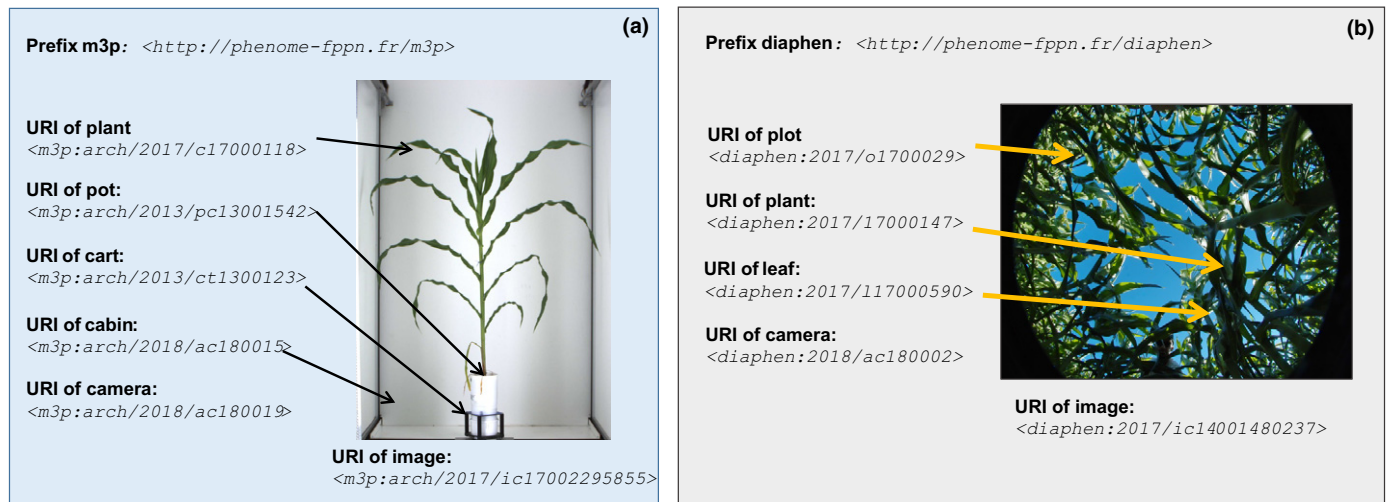 (a)
Prefix m3p: <http://phenome-fppn.fr/m3p>
URI of plant
<m3p:arch/2017/c17000118>
URI of pot:
<m3p:arch/2013/pc13001542>
URI of cart:
<m3p:arch/2013/ct1300123>
URI of cabin:
<m3p:arch/2018/ac180015>
URI of camera:
<m3p:arch/2018/ac180019>
URI of image:
<m3p:arch/2017/ic17002295855>
(b)
Prefix diaphen: <http://phenome-fppn.fr/diaphen>
URI of plot
<diaphen:2017/o1700029>
URI of plant:
<diaphen:2017/17000147>
URI of leaf:
<diaphen:2017/l17000590>
URI of camera:
<diaphen:2018/ac180002>
URI of image:
<diaphen:2017/ic14001480237>